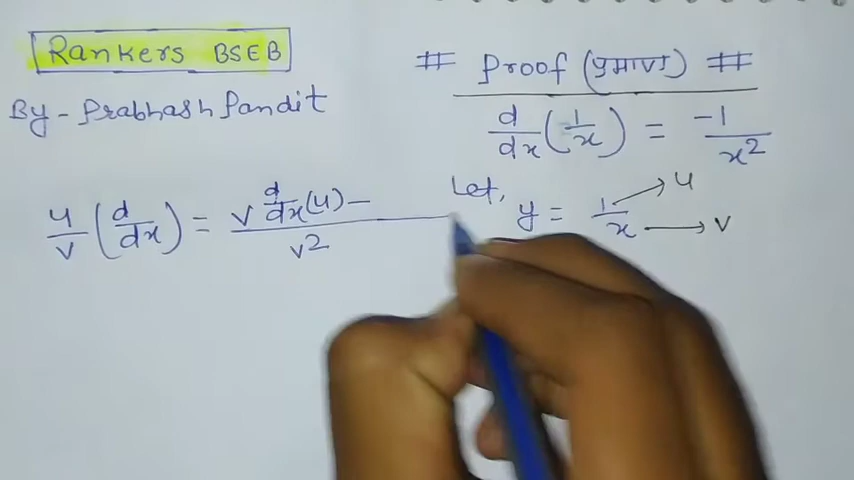 Rankers BSEB
By - Prabhash Pandit
# Proof (प्रमाण) #
d/dx (1/x) = -1/x²
Let, y = 1/x → u → v
u/v (d/dx) = v d/dx (u) - / v²